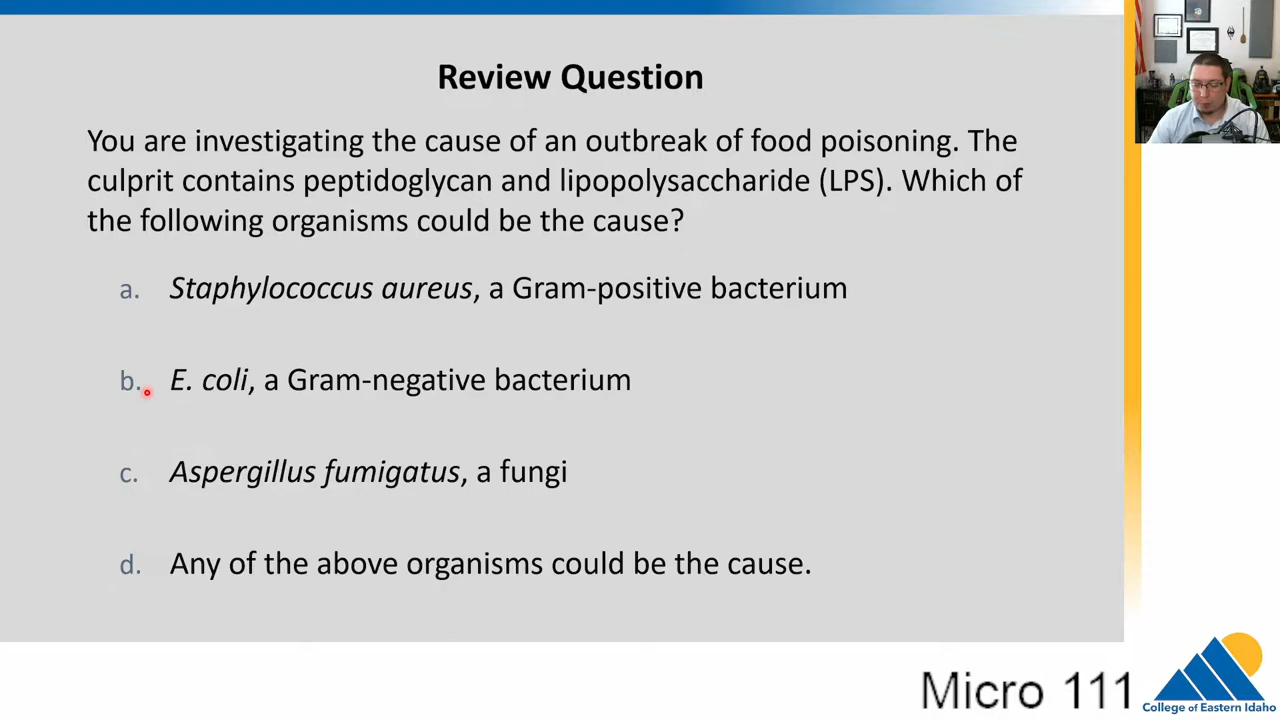 Review Question
You are investigating the cause of an outbreak of food poisoning. The
culprit contains peptidoglycan and lipopolysaccharide (LPS). Which of
the following organisms could be the cause?
a. Staphylococcus aureus, a Gram-positive bacterium
b. E. coli, a Gram-negative bacterium
c. Aspergillus fumigatus, a fungi
d. Any of the above organisms could be the cause.
Micro 111
College of Eastern Idaho